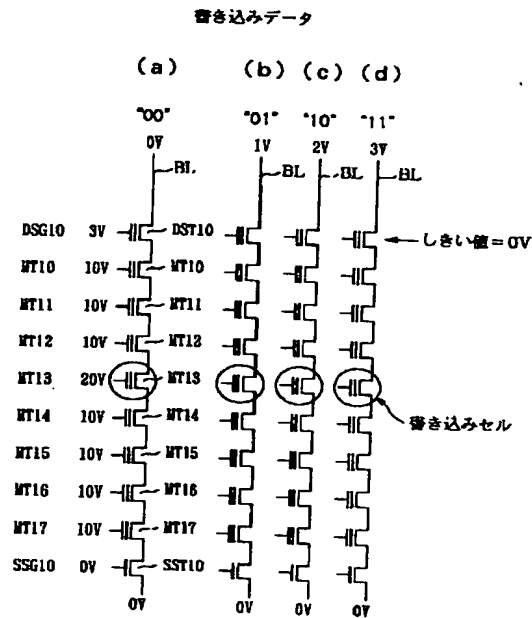 書き込みデータ
(a) (b) (c) (d)
"00" "01" "10" "11"
0V 1V 2V 3V
BL BL BL BL
DSG10 3V DST10 しきい値=0V
MT10 10V MT10
MT11 10V MT11
MT12 10V MT12
MT13 20V MT13
書き込みセル
MT14 10V MT14
MT15 10V MT15
MT16 10V MT16
MT17 10V MT17
SSG10 0V SST10
0V 0V 0V 0V